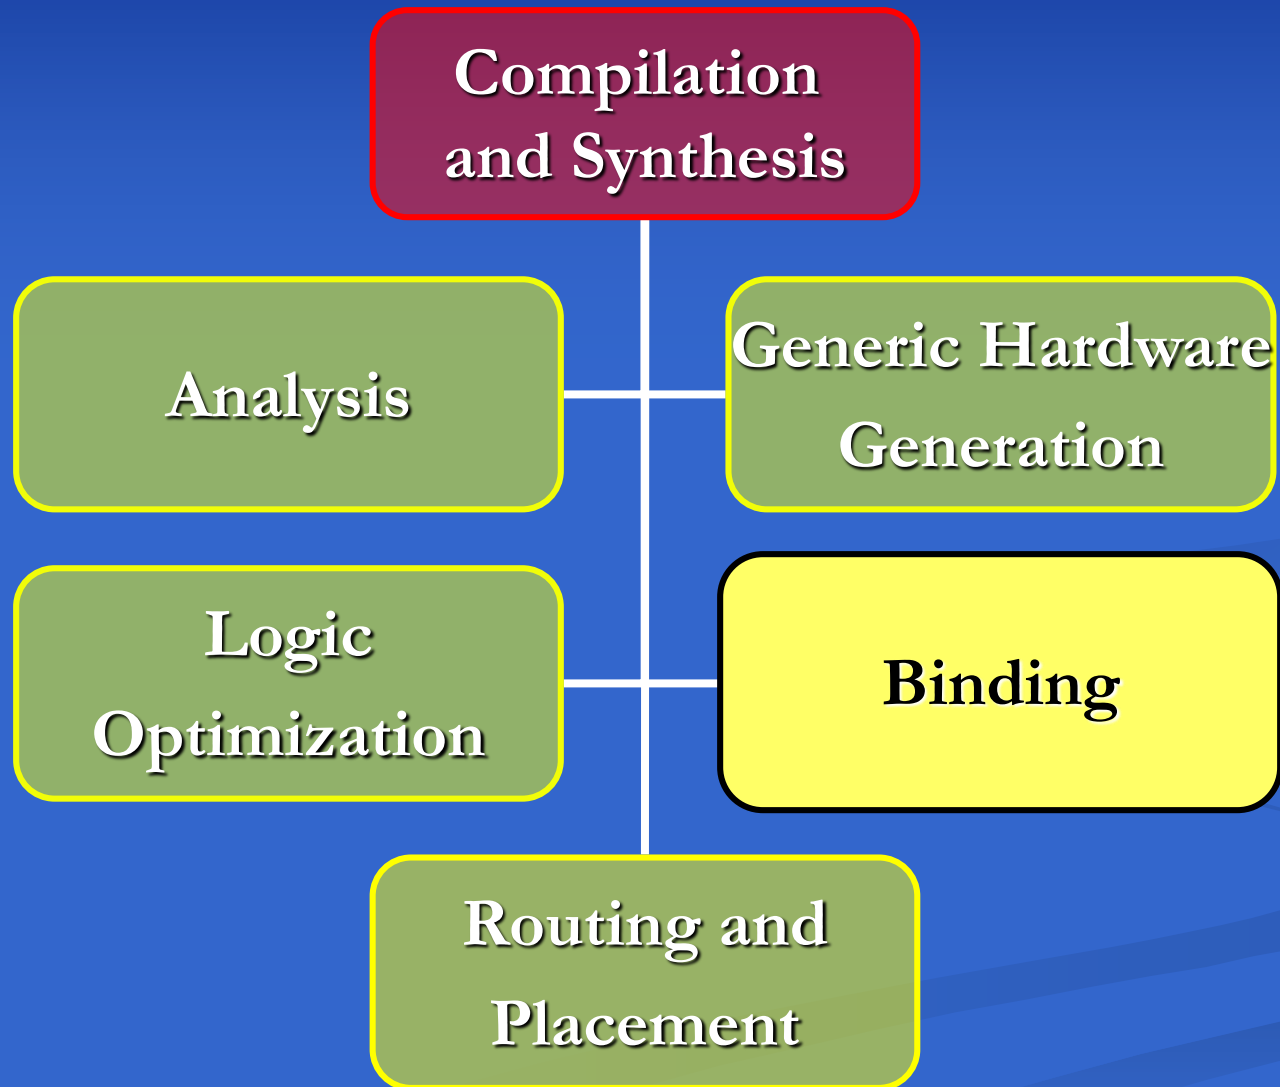 Compilation
and Synthesis
Analysis
Generic Hardware
Generation
Logic
Optimization
Binding
Routing and
Placement